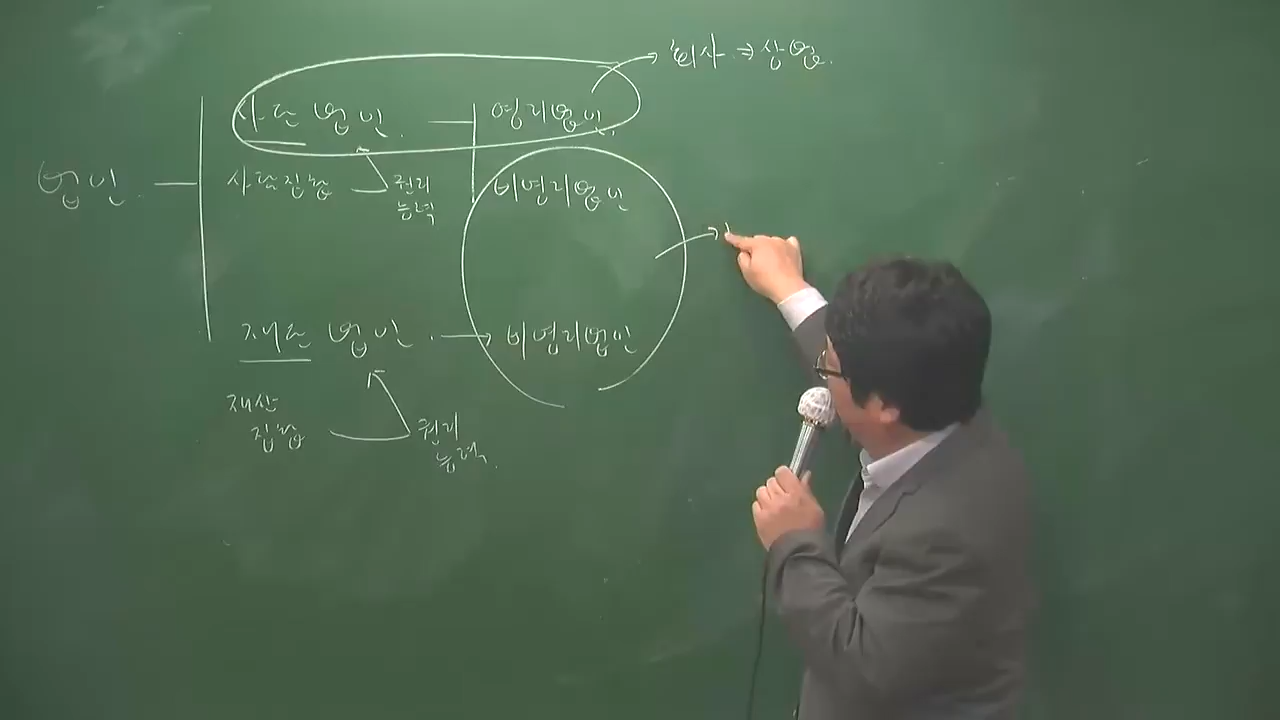 회사 ⇒ 상법.
사단 법인. 영리법인.
법인. 사람집합 권리 비영리법인
능력
재단 법인. → 비영리법인
재산
집합 권리
능력.